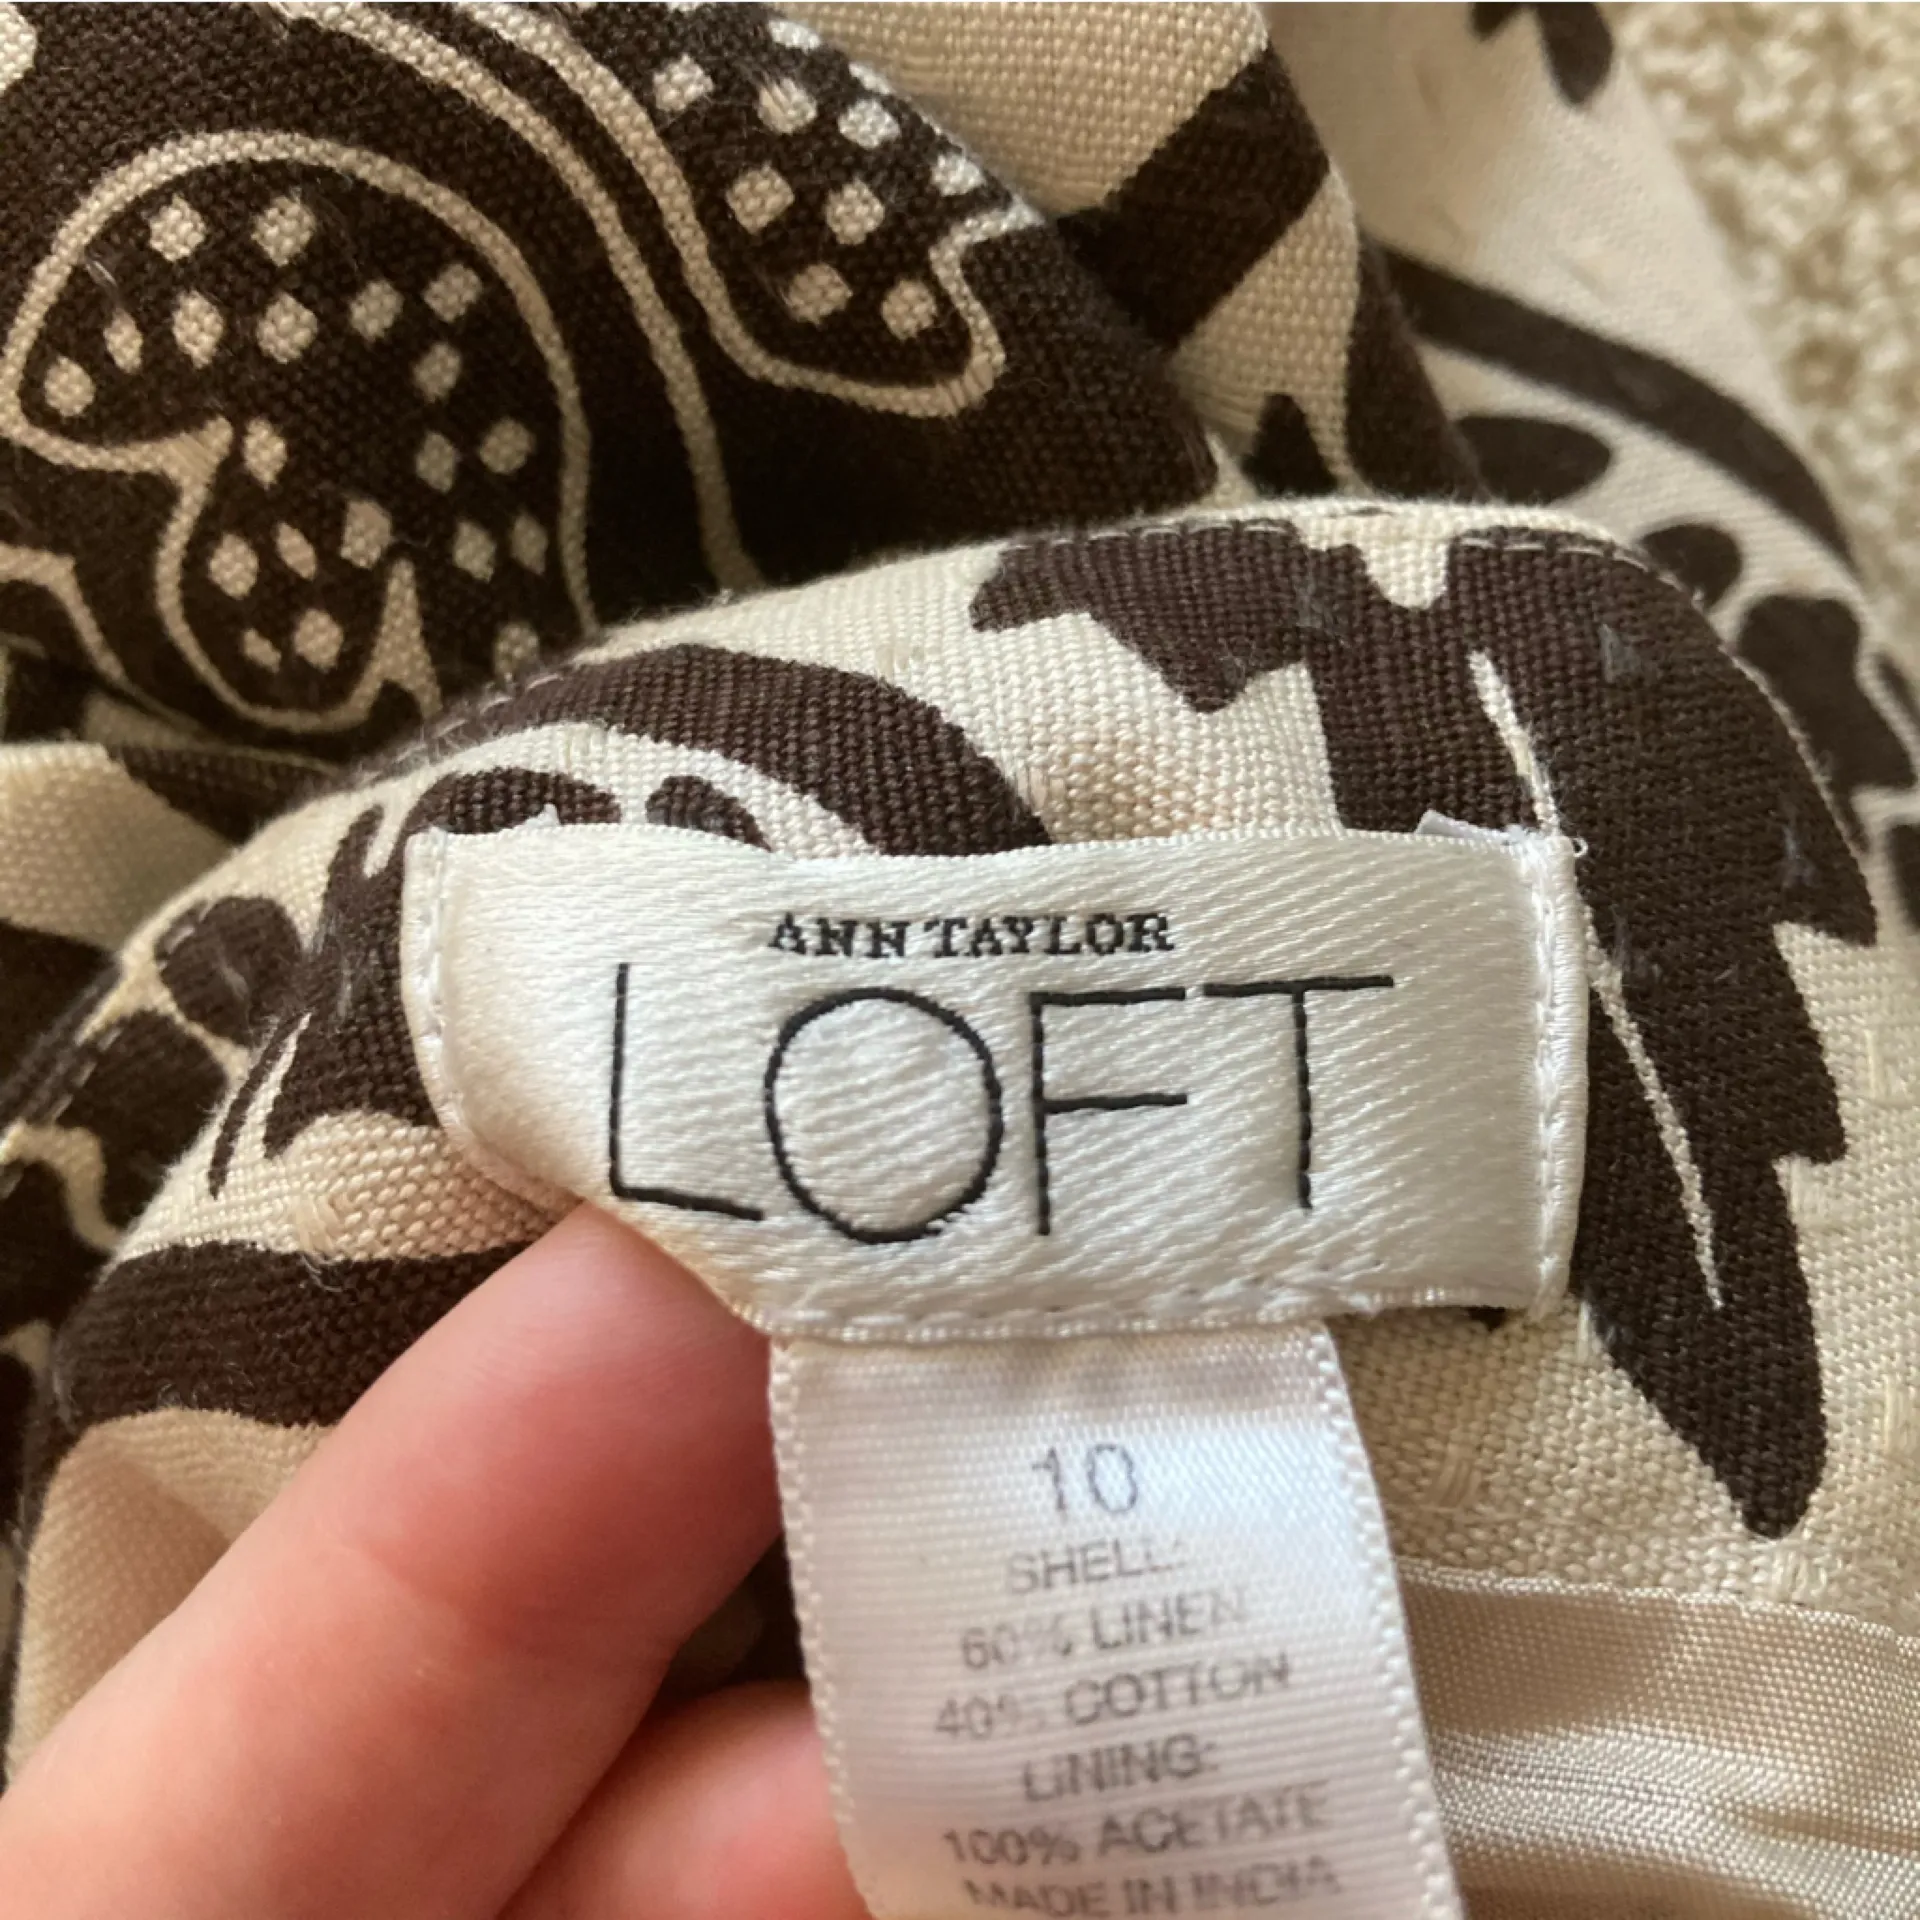 ANN TAYLOR
LOFT
10
SHELL:
60% LINEN
40% COTTON
LINING:
100% ACETATE
MADE IN INDIA